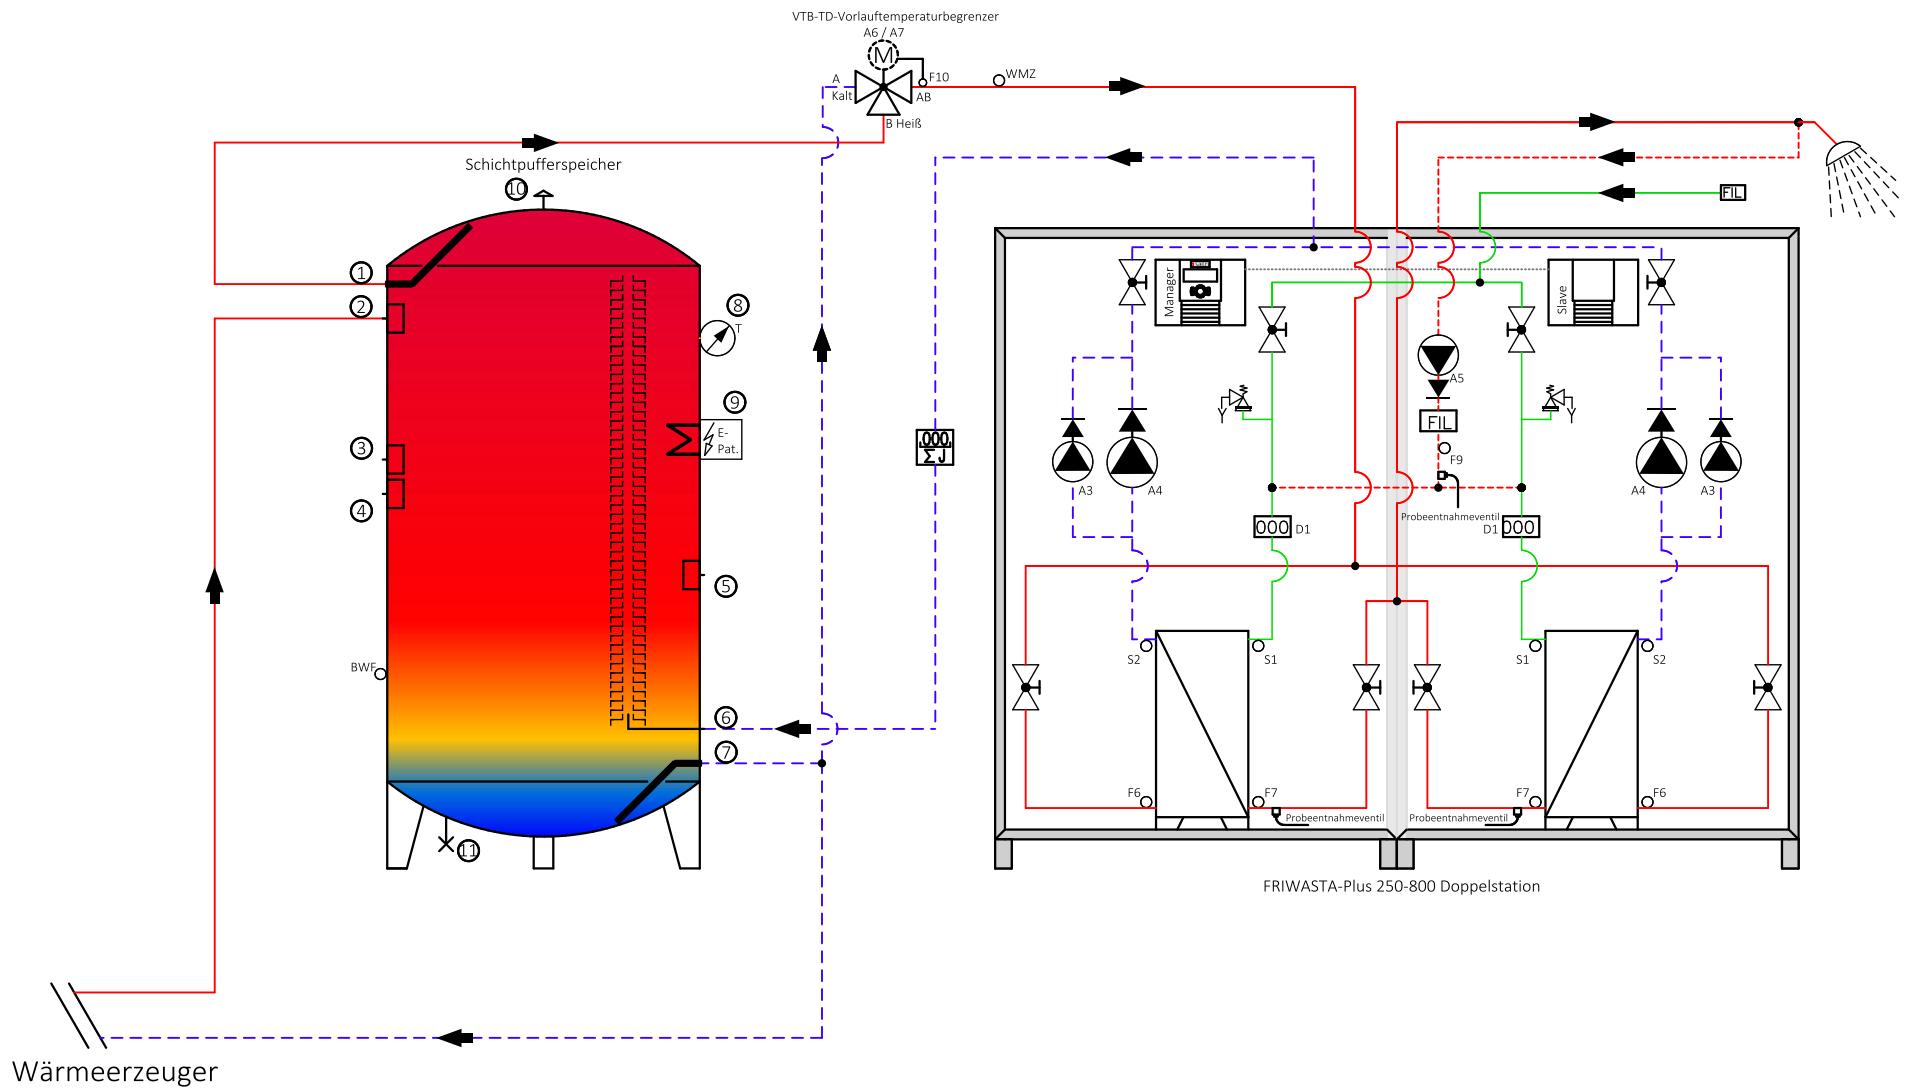 VTB-TD-Vorlauftemperaturbegrenzer
A6 / A7
M
A
Kalt
F10
AB
WMZ
B Heiß
Schichtpufferspeicher
10
FIL
1
2
8
T
Manager
Slave
9
E-
Pat.
3
4
A5
FIL
F9
000
ΣJ
A3
A4
A4
A3
Probeentnahmeventil
000
D1
D1
000
5
BWF
S2
S1
S1
S2
6
7
F6
F7
F7
F6
Probeentnahmeventil
Probeentnahmeventil
11
FRIWASTA-Plus 250-800 Doppelstation
Wärmeerzeuger